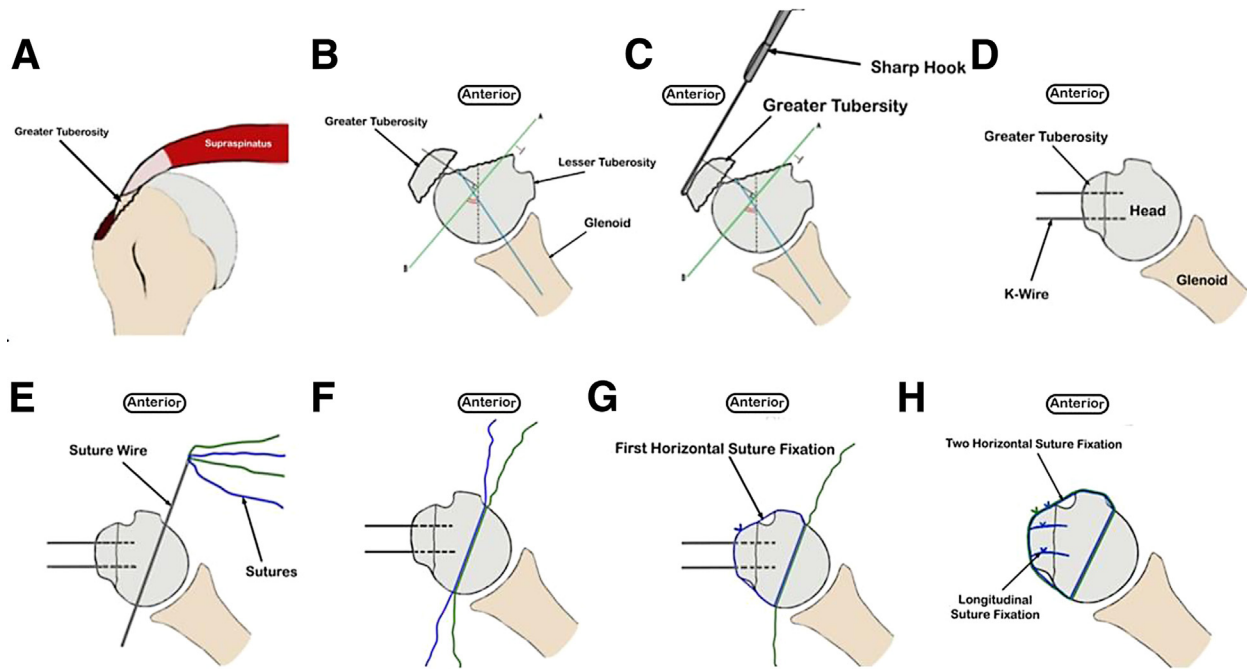 A
Greater Tuberosity
Supraspinatus
B
Anterior
Greater Tuberosity
Lesser Tuberosity
Glenoid
A
B
C
Anterior
Sharp Hook
Greater Tubersity
A
B
D
Anterior
Greater Tuberosity
Head
K-Wire
Glenoid
E
Anterior
Suture Wire
Sutures
F
Anterior
G
Anterior
First Horizontal Suture Fixation
H
Anterior
Two Horizontal Suture Fixation
Longitudinal
Suture Fixation